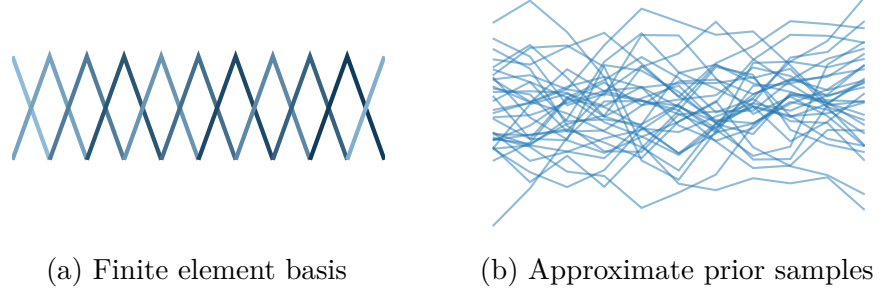 (a) Finite element basis
(b) Approximate prior samples